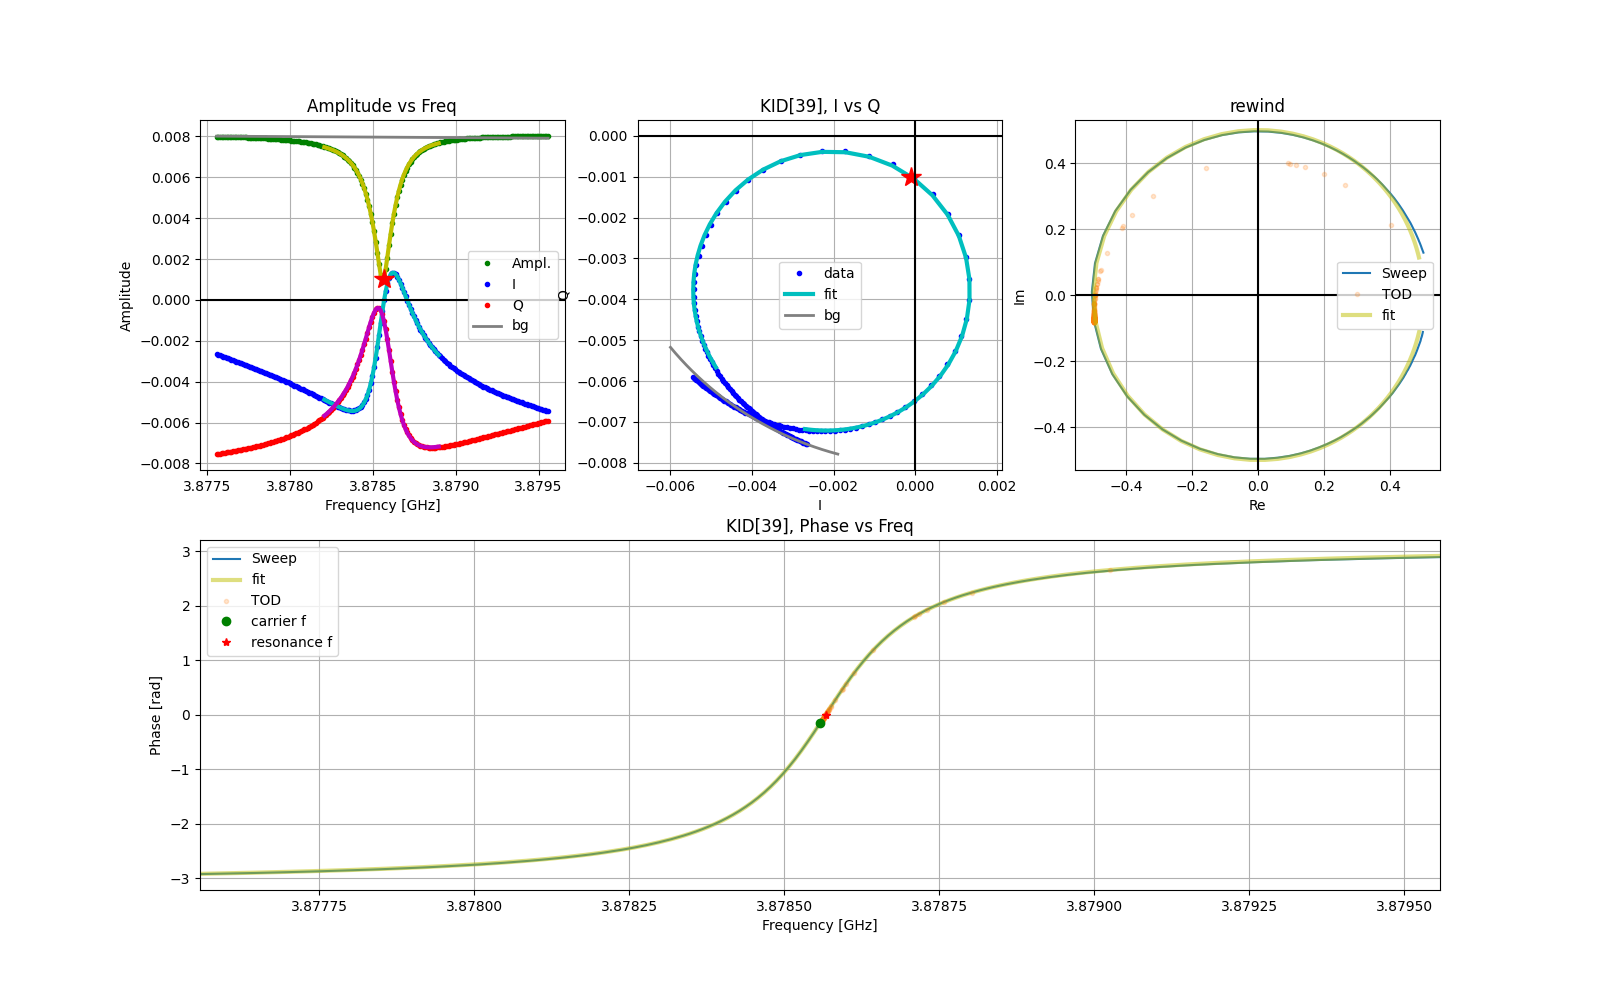 Amplitude vs Freq
0.008
0.006
0.004
0.002
0.000
−0.002
−0.004
−0.006
−0.008
Amplitude
3.8775 3.8780 3.8785 3.8790 3.8795
Frequency [GHz]
Ampl.
I
Q
bg
KID[39], I vs Q
0.000
−0.001
−0.002
−0.003
−0.004
−0.005
−0.006
−0.007
−0.008
Q
−0.006 −0.004 −0.002 0.000 0.002
I
data
fit
bg
rewind
0.4
0.2
0.0
−0.2
−0.4
Im
−0.4 −0.2 0.0 0.2 0.4
Re
Sweep
TOD
fit
KID[39], Phase vs Freq
3
2
1
0
−1
−2
−3
Phase [rad]
Sweep
fit
TOD
carrier f
resonance f
3.87775 3.87800 3.87825 3.87850 3.87875 3.87900 3.87925 3.87950
Frequency [GHz]